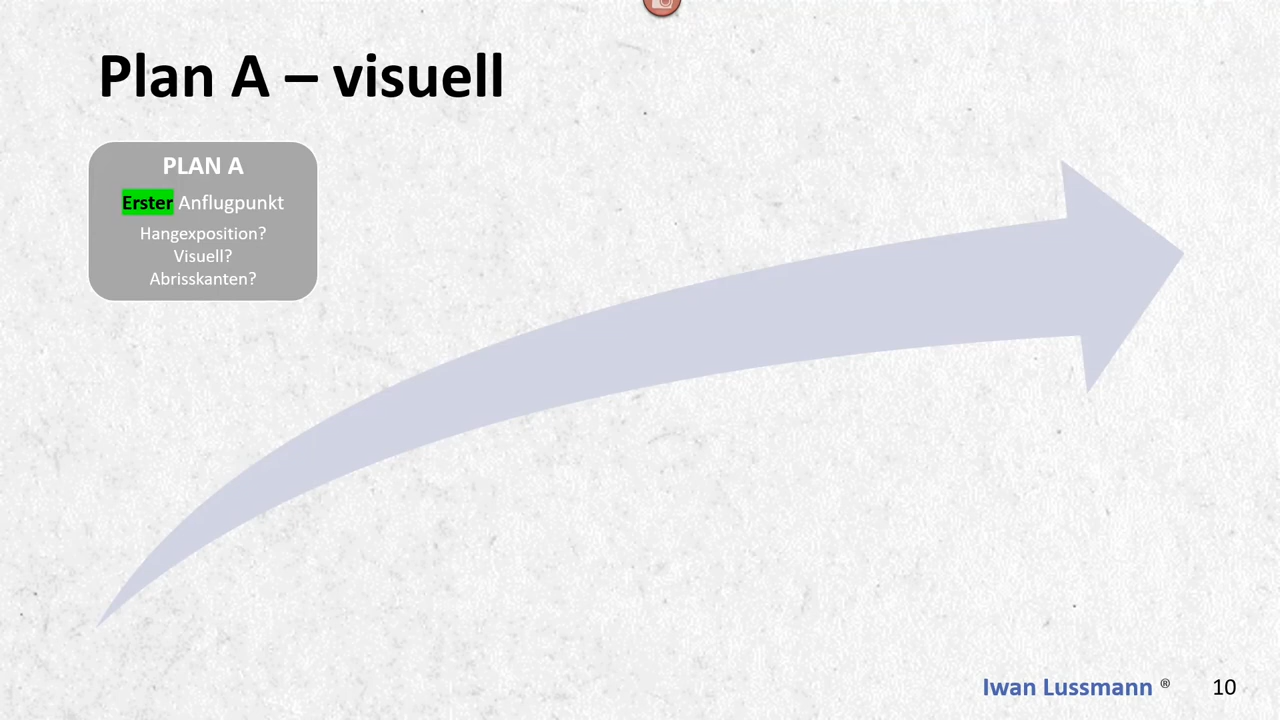 Plan A – visuell
PLAN A
Erster Anflugpunkt
Hangexposition?
Visuell?
Abrisskanten?
Iwan Lussmann ® 10